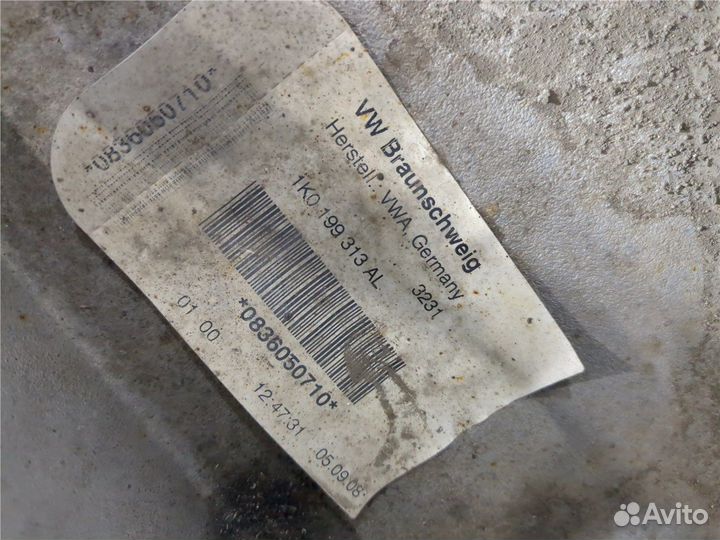 *0836050710*
VW Braunschweig
Herstell.: VWA, Germany
1K0 199 313 AL 3231
*0836050710*
01 00 12:47:31 05.09.08
Avito